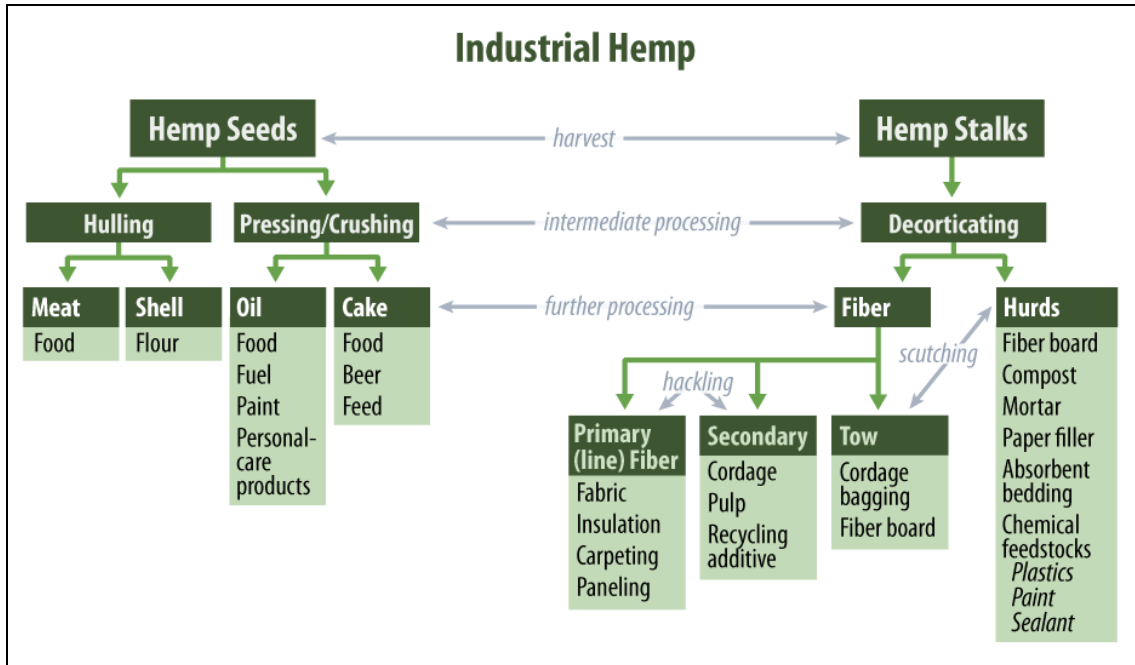 Industrial Hemp
Hemp Seeds
harvest
Hemp Stalks
Hulling
Pressing/Crushing
intermediate processing
Decorticating
Meat
Food
Shell
Flour
Oil
Food
Fuel
Paint
Personal-
care
products
Cake
Food
Beer
Feed
further processing
Fiber
hackling
scutching
Primary
(line) Fiber
Fabric
Insulation
Carpeting
Paneling
Secondary
Cordage
Pulp
Recycling
additive
Tow
Cordage
bagging
Fiber board
Hurds
Fiber board
Compost
Mortar
Paper filler
Absorbent
bedding
Chemical
feedstocks
Plastics
Paint
Sealant